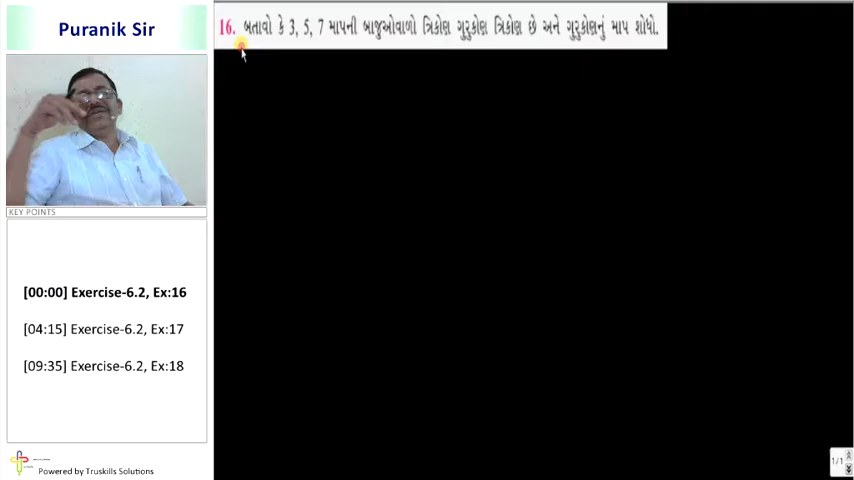 Puranik Sir
16. બતાવો કે 3, 5, 7 માપની બાજુઓવાળો ત્રિકોણ ગુરુકોણ ત્રિકોણ છે અને ગુરુકોણનું માપ શોધો.
KEY POINTS
[00:00] Exercise-6.2, Ex:16
[04:15] Exercise-6.2, Ex:17
[09:35] Exercise-6.2, Ex:18
Powered by Truskills Solutions
1/1